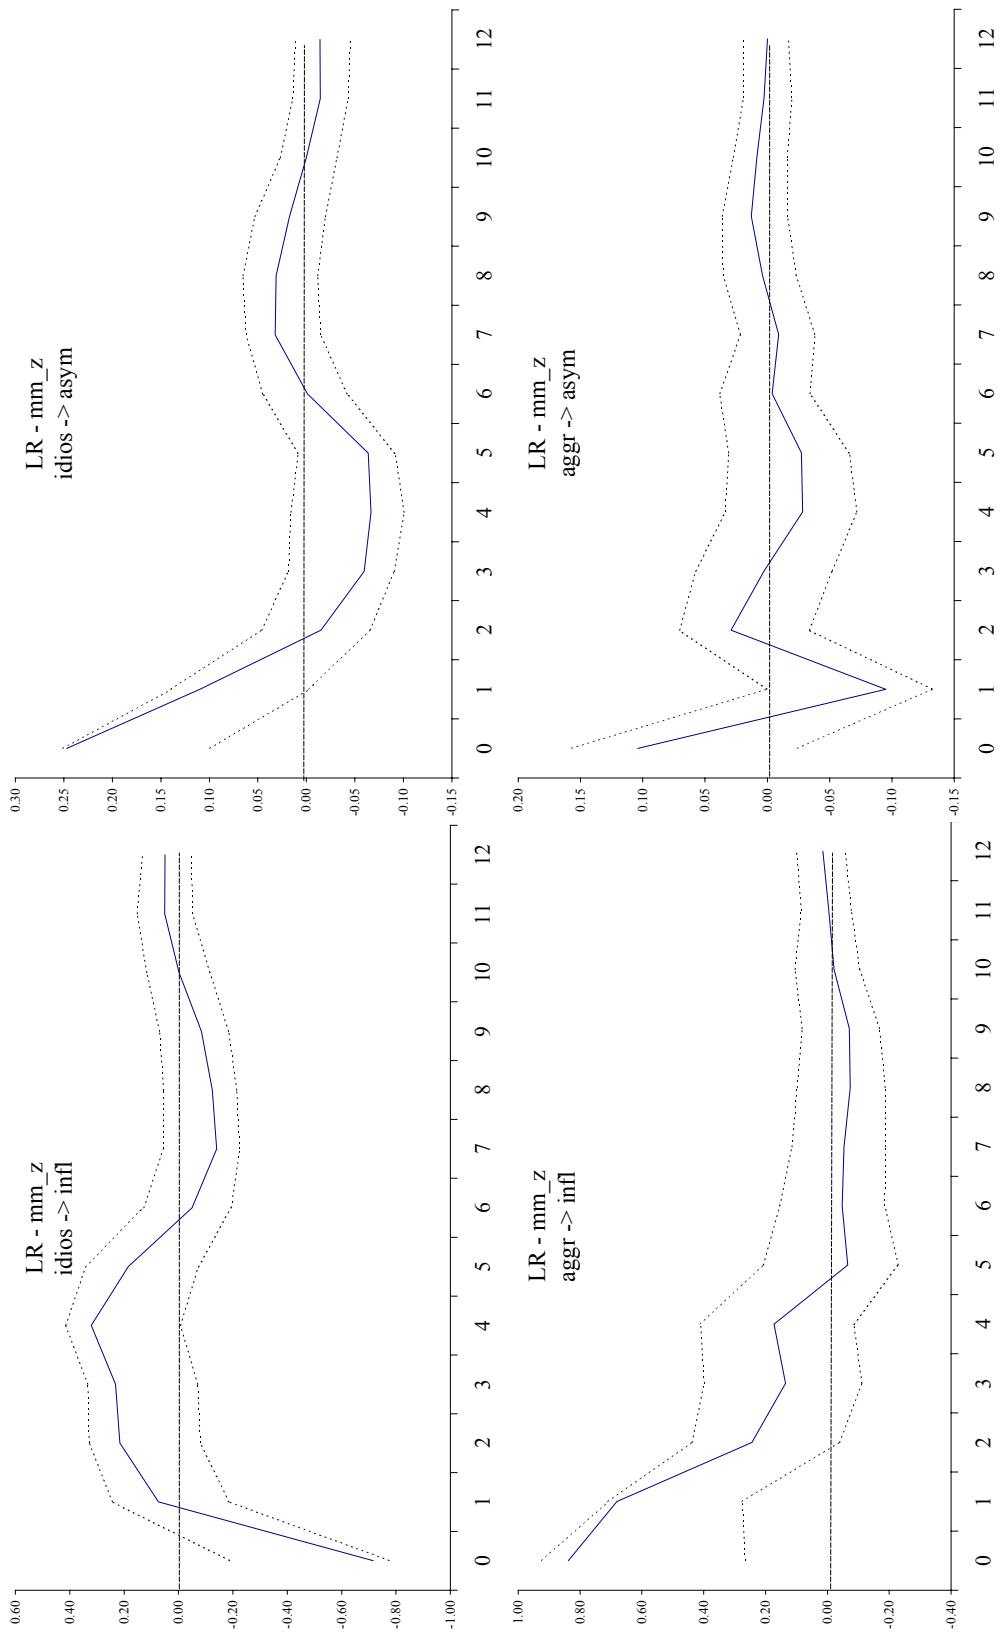 LR - mm_z
idios -> infl
0.60
0.40
0.20
0.00
-0.20
-0.40
-0.60
-0.80
-1.00
0 1 2 3 4 5 6 7 8 9 10 11 12
LR - mm_z
idios -> asym
0.30
0.25
0.20
0.15
0.10
0.05
0.00
-0.05
-0.10
-0.15
0 1 2 3 4 5 6 7 8 9 10 11 12
LR - mm_z
aggr -> infl
1.00
0.80
0.60
0.40
0.20
0.00
-0.20
-0.40
0 1 2 3 4 5 6 7 8 9 10 11 12
LR - mm_z
aggr -> asym
0.20
0.15
0.10
0.05
0.00
-0.05
-0.10
-0.15
0 1 2 3 4 5 6 7 8 9 10 11 12